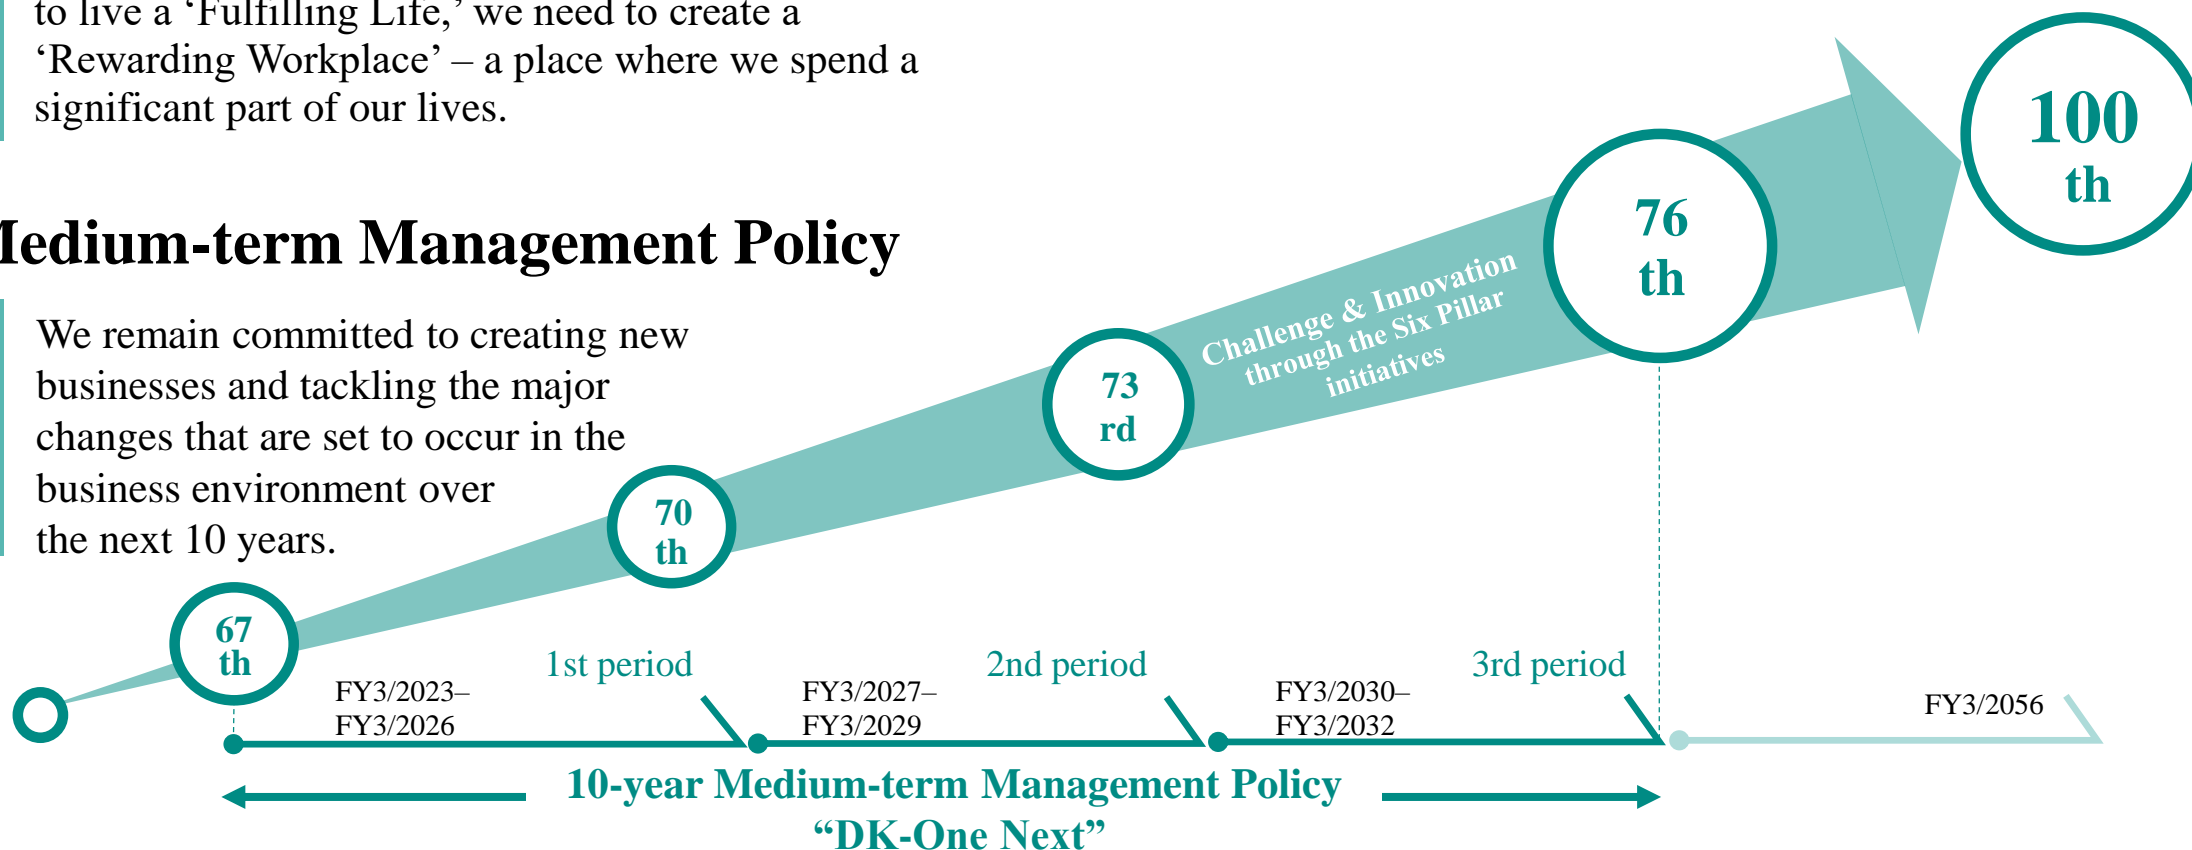 to live a ‘Fulfilling Life,’ we need to create a
‘Rewarding Workplace’ – a place where we spend a
significant part of our lives.
Medium-term Management Policy
We remain committed to creating new
businesses and tackling the major
changes that are set to occur in the
business environment over
the next 10 years.
100
th
76
th
Challenge & Innovation
through the Six Pillar
initiatives
73
rd
70
th
67
th
1st period
FY3/2023–
FY3/2026
2nd period
FY3/2027–
FY3/2029
3rd period
FY3/2030–
FY3/2032
FY3/2056
10-year Medium-term Management Policy
“DK-One Next”